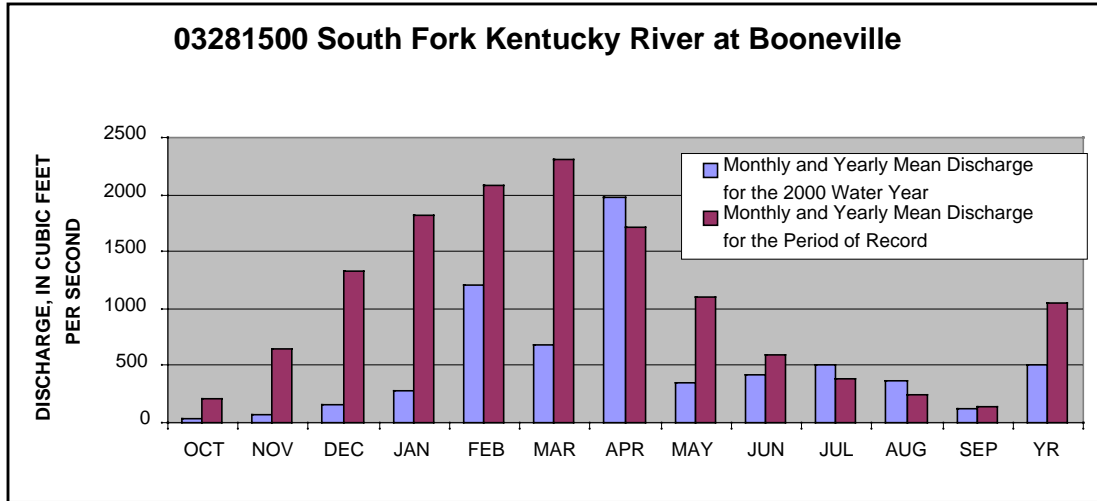 03281500 South Fork Kentucky River at Booneville
DISCHARGE, IN CUBIC FEET
PER SECOND
2500
2000
1500
1000
500
0
Monthly and Yearly Mean Discharge
for the 2000 Water Year
Monthly and Yearly Mean Discharge
for the Period of Record
OCT NOV DEC JAN FEB MAR APR MAY JUN JUL AUG SEP YR